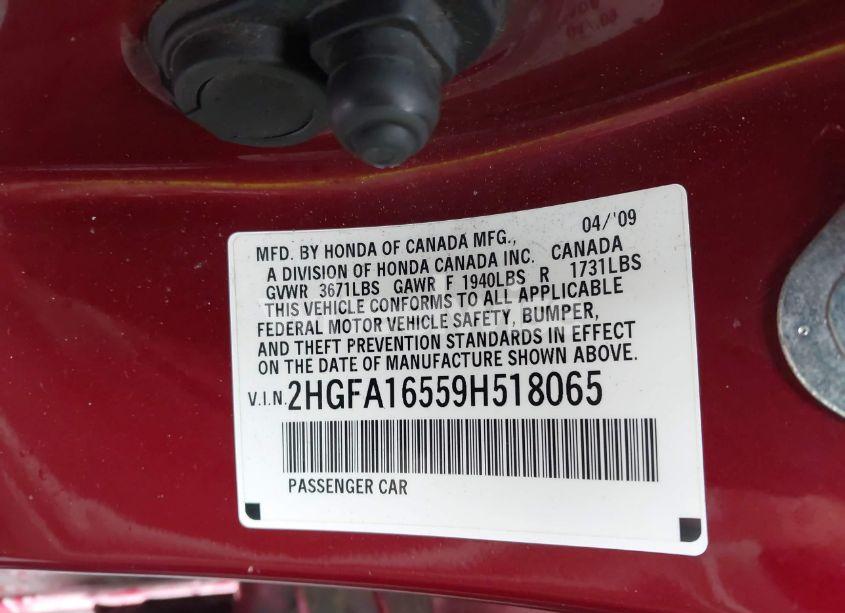 04/'09
MFD. BY HONDA OF CANADA MFG.,
A DIVISION OF HONDA CANADA INC. CANADA
GVWR 3671LBS GAWR F 1940LBS R 1731LBS
THIS VEHICLE CONFORMS TO ALL APPLICABLE
FEDERAL MOTOR VEHICLE SAFETY, BUMPER,
AND THEFT PREVENTION STANDARDS IN EFFECT
ON THE DATE OF MANUFACTURE SHOWN ABOVE.
V.I.N. 2HGFA16559H518065
PASSENGER CAR